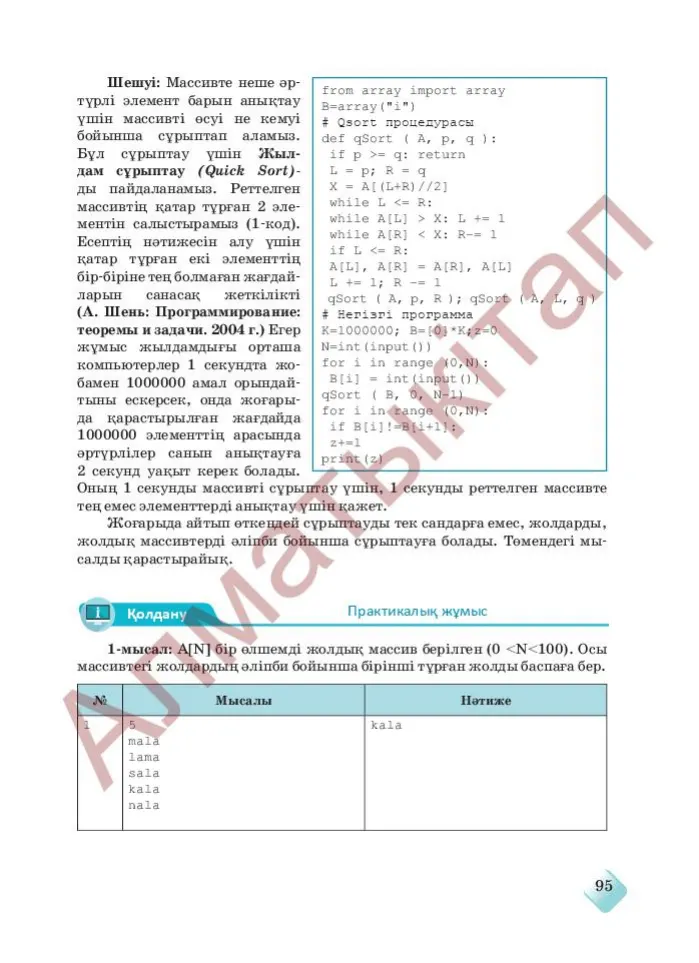 Шешуі: Массивте неше әр-
түрлі элемент барын анықтау
үшін массивті өсуі не кемуі
бойынша сұрыптап аламыз.
Бұл сұрыптау үшін Жыл-
дам сұрыптау (Quick Sort)-
ды пайдаланамыз. Реттелген
массивтің қатар тұрған 2 эле-
ментін салыстырамыз (1-код).
Есептің нәтижесін алу үшін
қатар тұрған екі элементтің
бір-біріне тең болмаған жағдай-
ларын санасақ жеткілікті
(А. Шень: Программирование:
теоремы и задачи. 2004 г.) Егер
жұмыс жылдамдығы орташа
компьютерлер 1 секундта жо-
бамен 1000000 амал орындай-
тыны ескерсек, онда жоғары-
да қарастырылған жағдайда
1000000 элементтің арасында
әртүрлілер санын анықтауға
2 секунд уақыт керек болады.
from array import array
B=array("i")
# Qsort процедурасы
def qSort ( A, p, q ):
if p >= q: return
L = p; R = q
X = A[(L+R)//2]
while L <= R:
while A[L] > X: L += 1
while A[R] < X: R-= 1
if L <= R:
A[L], A[R] = A[R], A[L]
L += 1; R -= 1
qSort ( A, p, R ); qSort ( A, L, q )
# Негізгі программа
K=1000000; B=[0]*K;z=0
N=int(input())
for i in range (0,N):
B[i] = int(input())
qSort ( B, 0, N-1)
for i in range (0,N):
if B[i]!=B[i+1]:
z+=1
print(z)
Оның 1 секунды массивті сұрыптау үшін, 1 секунды реттелген массивте
тең емес элементтерді анықтау үшін қажет.
Жоғарыда айтып өткендей сұрыптауды тек сандарға емес, жолдарды,
жолдық массивтерді әліпби бойынша сұрыптауға болады. Төмендегі мы-
салды қарастырайық.
1 Қолдану
Практикалық жұмыс
1-мысал: A[N] бір өлшемді жолдық массив берілген (0 <N<100). Осы
массивтегі жолдардың әліпби бойынша бірінші тұрған жолды баспаға бер.
№ Мысалы Нәтиже
1 5 kala
mala
lama
sala
kala
nala
95
Алматыкітап